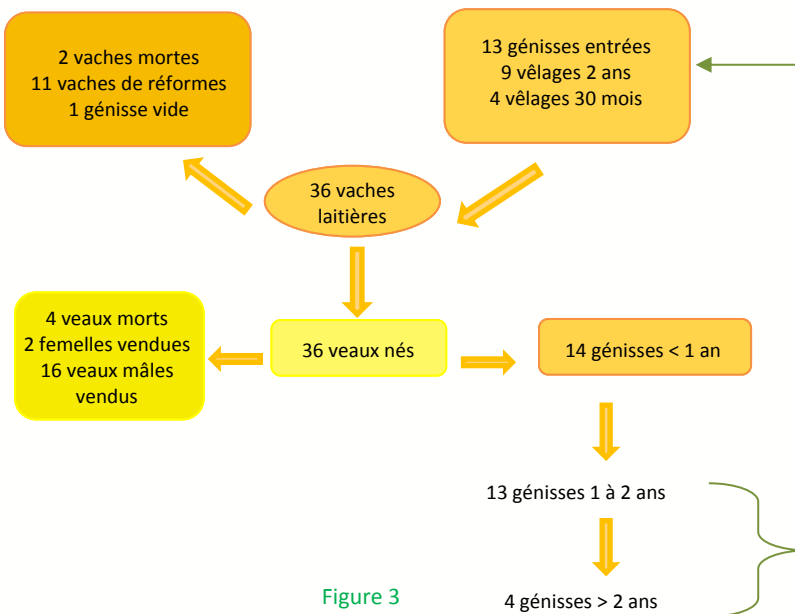 2 vaches mortes
11 vaches de réformes
1 génisse vide
13 génisses entrées
9 vêlages 2 ans
4 vêlages 30 mois
36 vaches
laitières
4 veaux morts
2 femelles vendues
16 veaux mâles
vendus
36 veaux nés
14 génisses < 1 an
13 génisses 1 à 2 ans
4 génisses > 2 ans
Figure 3